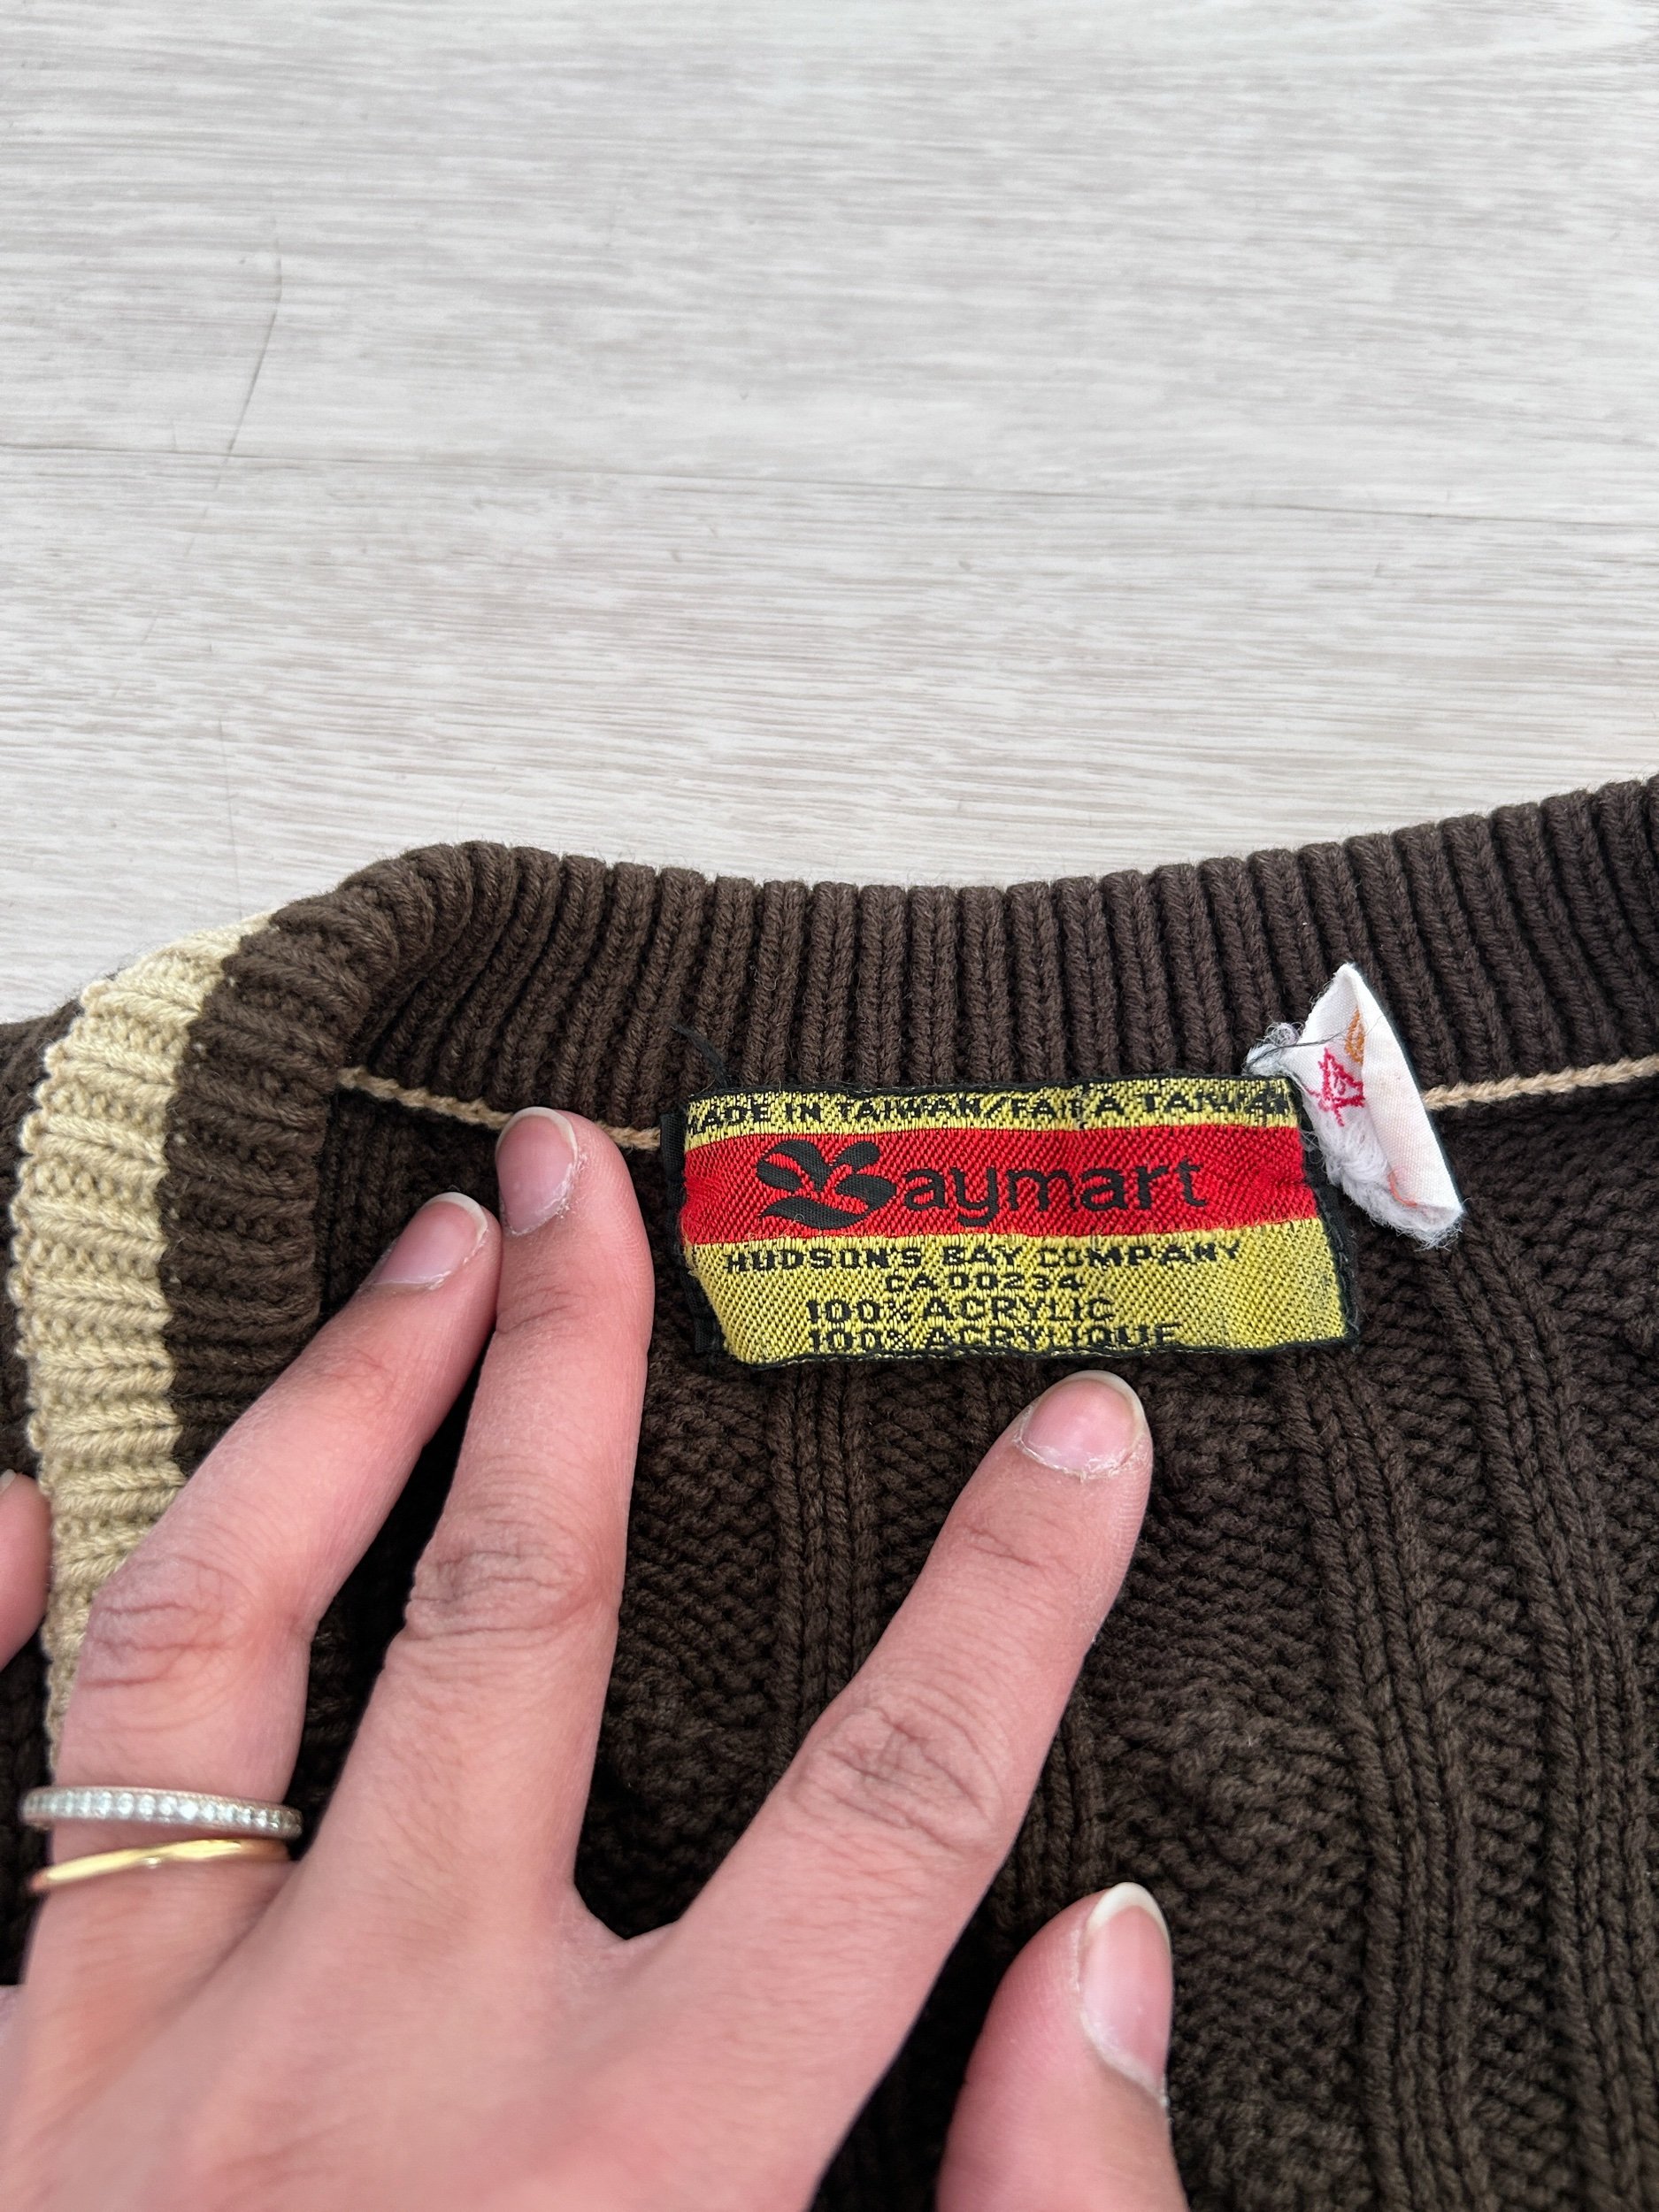 MADE IN TAIWAN/FAIT A TAIWAN
Baymart
HUDSON'S BAY COMPANY
CA00234
100% ACRYLIC
100% ACRYLIQUE